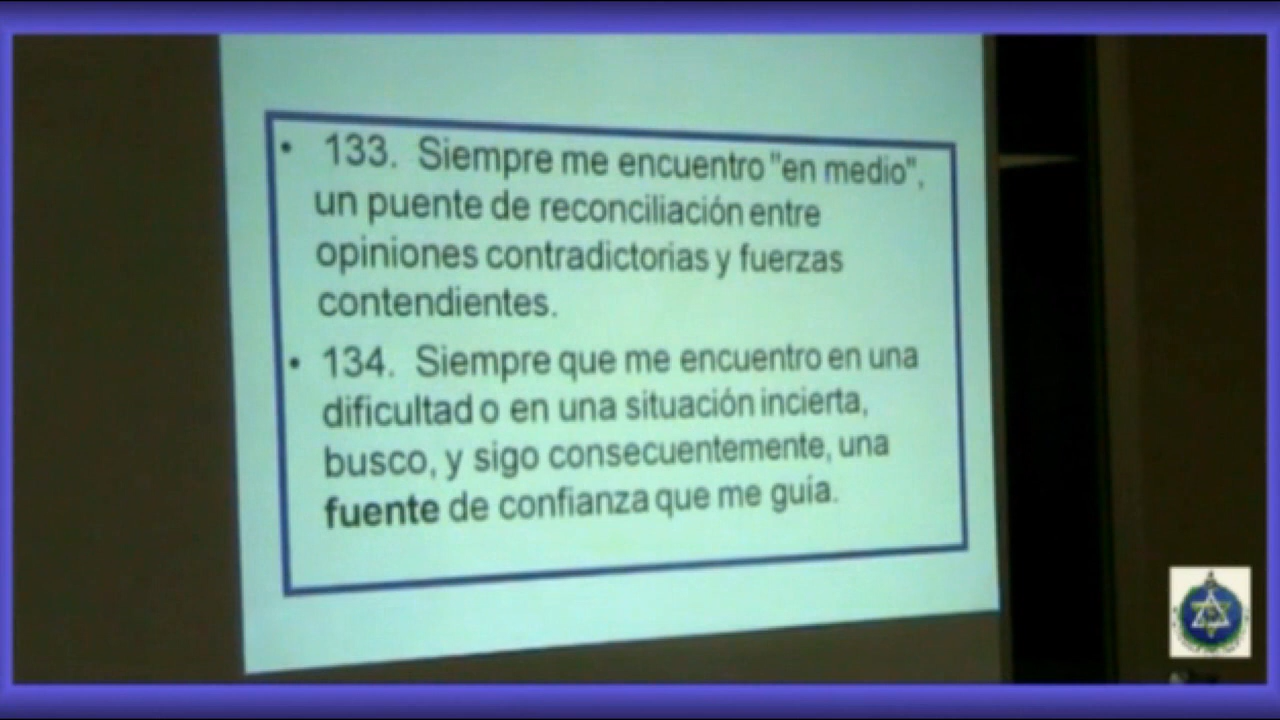 • 133. Siempre me encuentro "en medio",
un puente de reconciliación entre
opiniones contradictorias y fuerzas
contendientes.
• 134. Siempre que me encuentro en una
dificultad o en una situación incierta,
busco, y sigo consecuentemente, una
fuente de confianza que me guía.